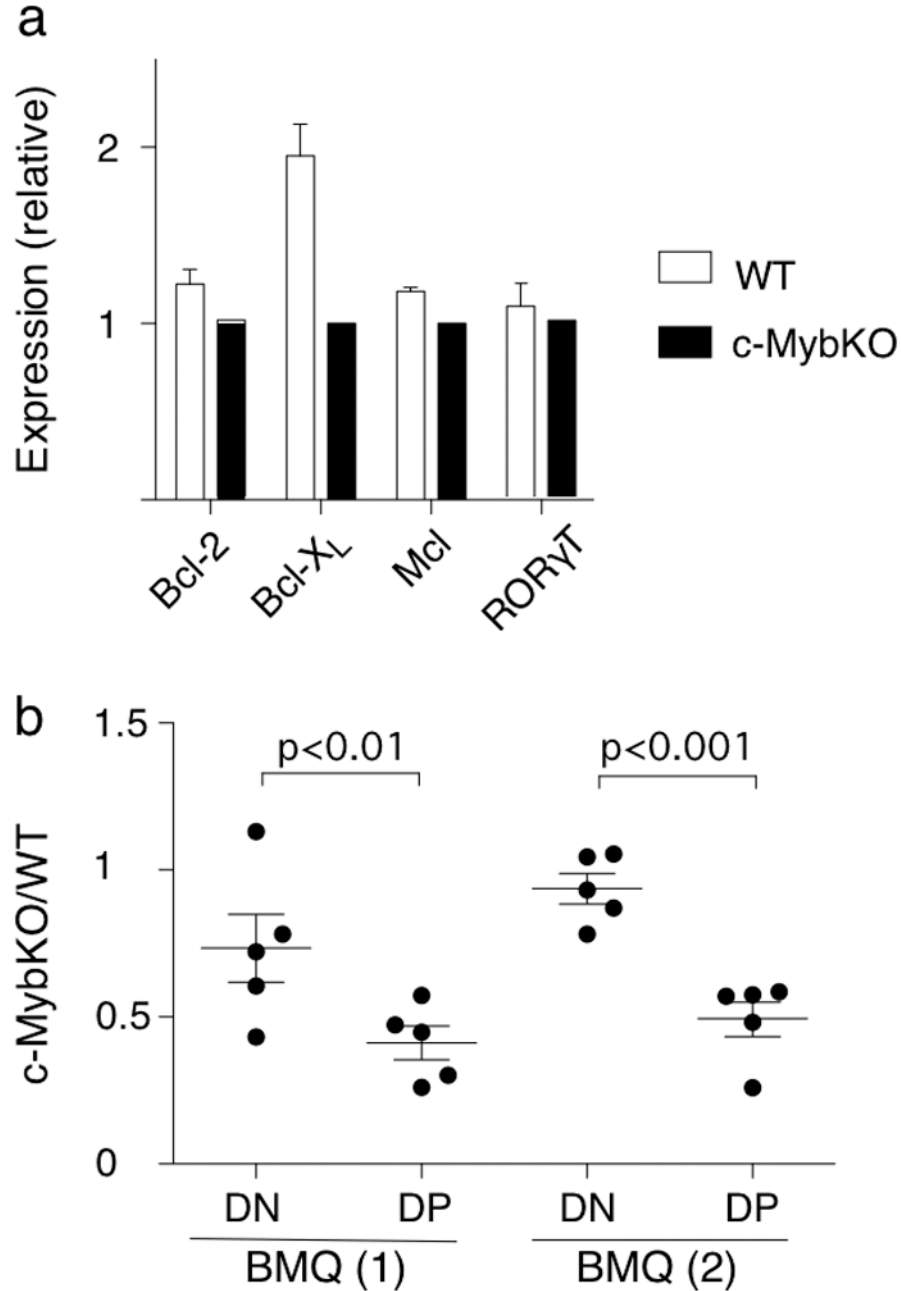 a
Expression (relative)
2
1
WT
c-MybKO
Bcl-2
Bcl-XL
Mcl
RORγT
b
c-MybKO/WT
1.5
1
0.5
0
p<0.01
p<0.001
DN
DP
DN
DP
BMQ (1)
BMQ (2)